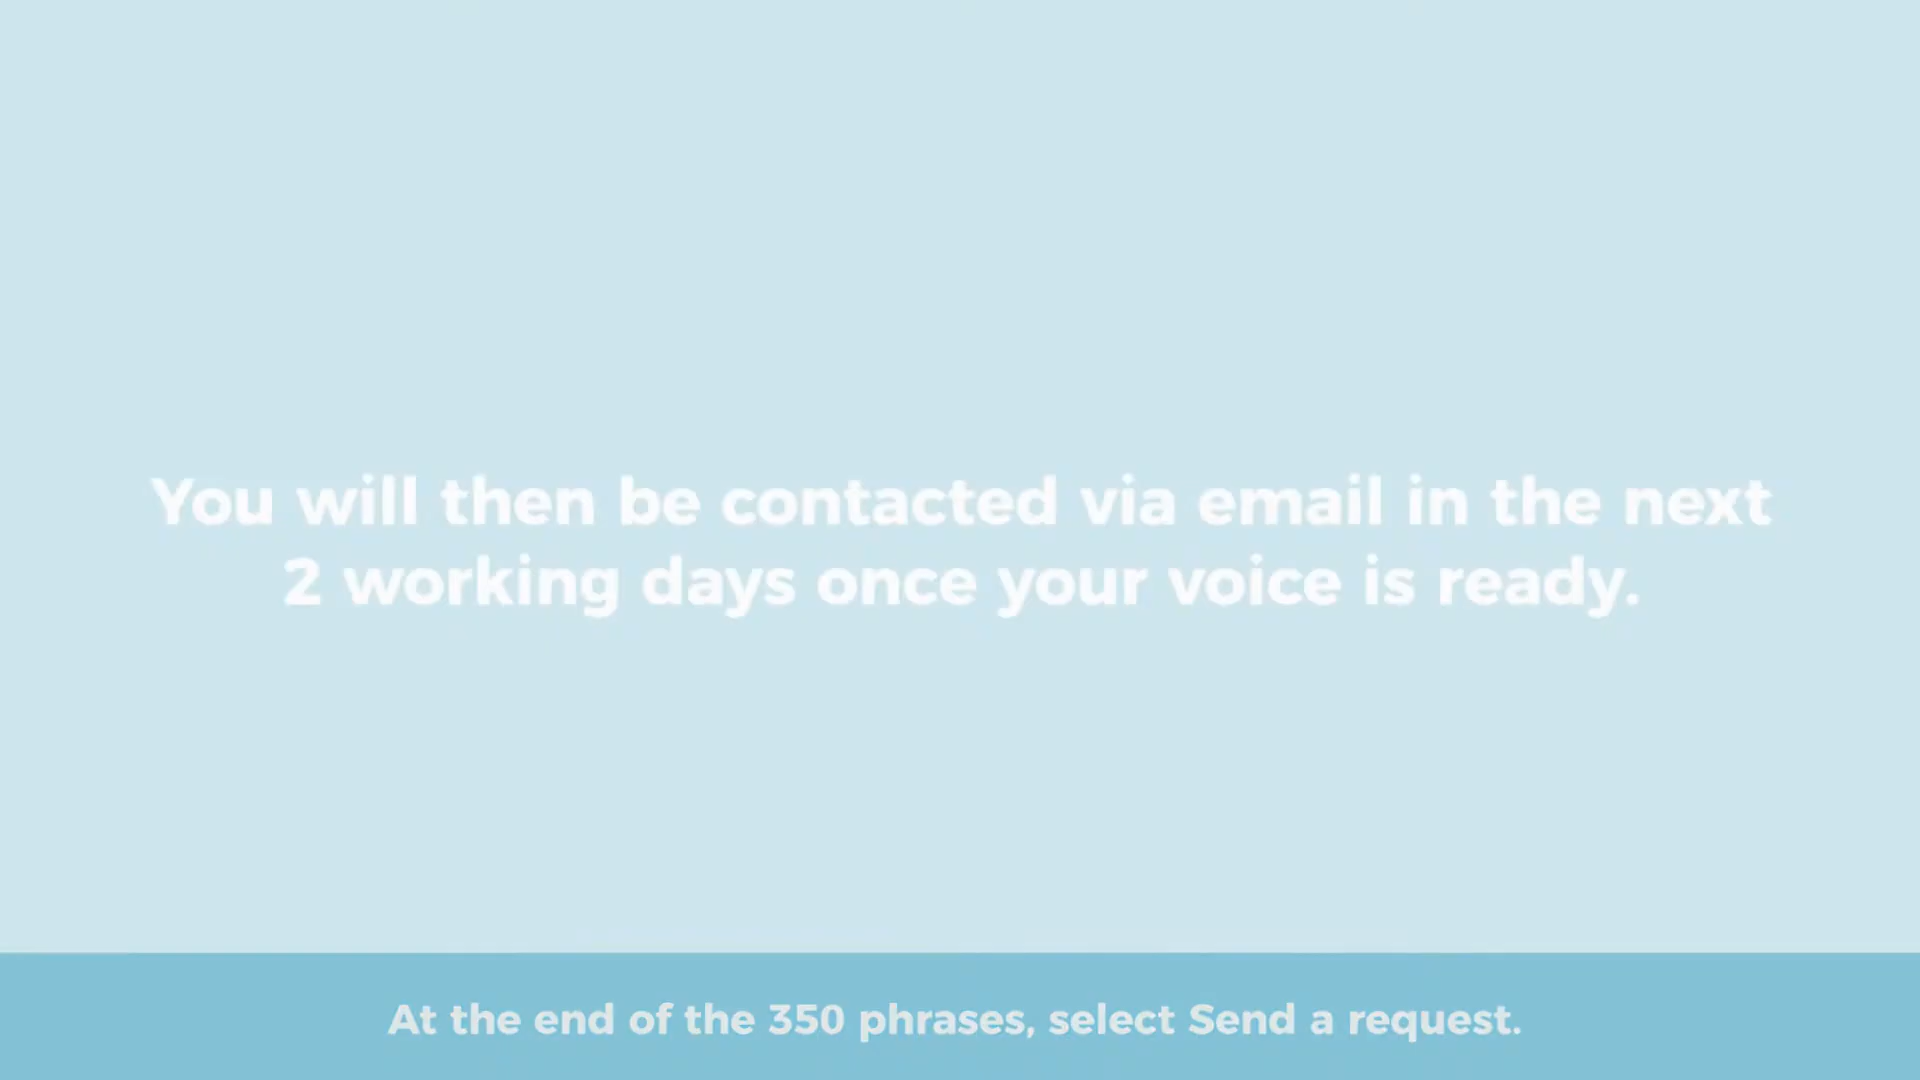 You will then be contacted via email in the next
2 working days once your voice is ready.
At the end of the 350 phrases, select Send a request.